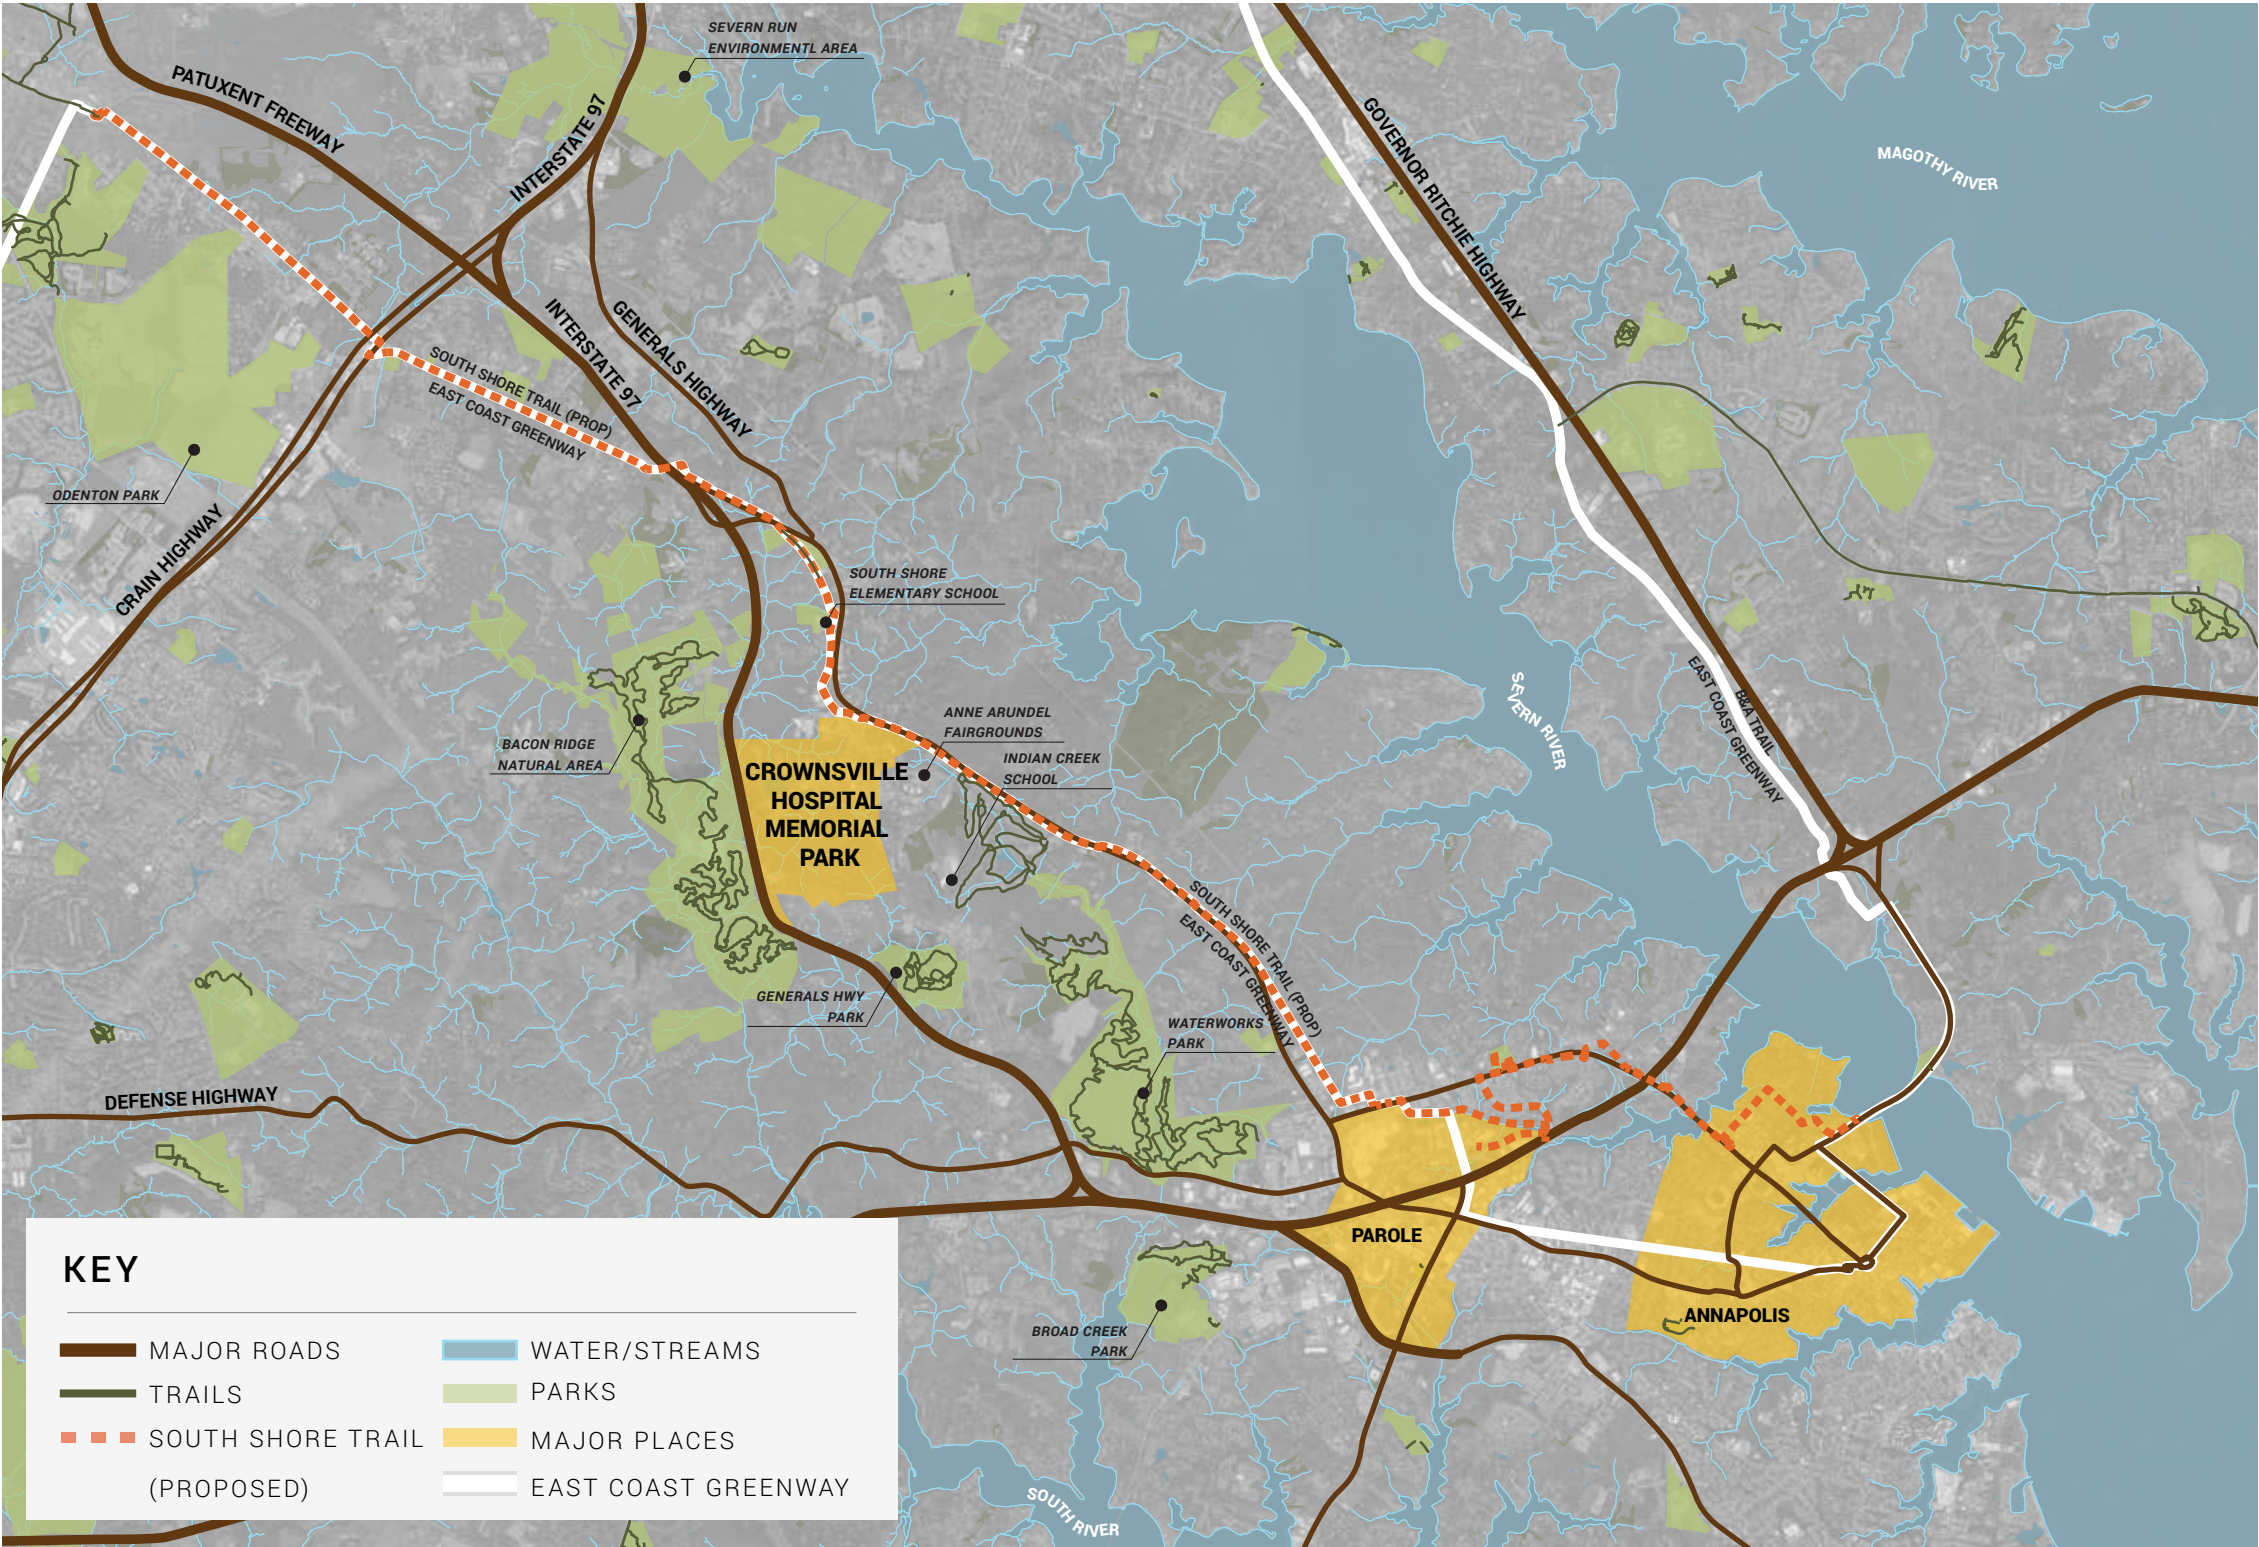 SEVERN RUN
ENVIRONMENTL AREA
PATUXENT FREEWAY
INTERSTATE 97
GOVERNOR RITCHIE HIGHWAY
MAGOTHY RIVER
INTERSTATE 97
GENERALS HIGHWAY
SOUTH SHORE TRAIL (PROP)
EAST COAST GREENWAY
ODENTON PARK
CRAIN HIGHWAY
SOUTH SHORE
ELEMENTARY SCHOOL
SEVERN RIVER
B&A TRAIL
EAST COAST GREENWAY
BACON RIDGE
NATURAL AREA
ANNE ARUNDEL
FAIRGROUNDS
INDIAN CREEK
SCHOOL
CROWNSVILLE
HOSPITAL
MEMORIAL
PARK
SOUTH SHORE TRAIL (PROP)
EAST COAST GREENWAY
GENERALS HWY
PARK
WATERWORKS
PARK
DEFENSE HIGHWAY
PAROLE
ANNAPOLIS
BROAD CREEK
PARK
SOUTH RIVER
KEY
MAJOR ROADS
TRAILS
SOUTH SHORE TRAIL
(PROPOSED)
WATER/STREAMS
PARKS
MAJOR PLACES
EAST COAST GREENWAY